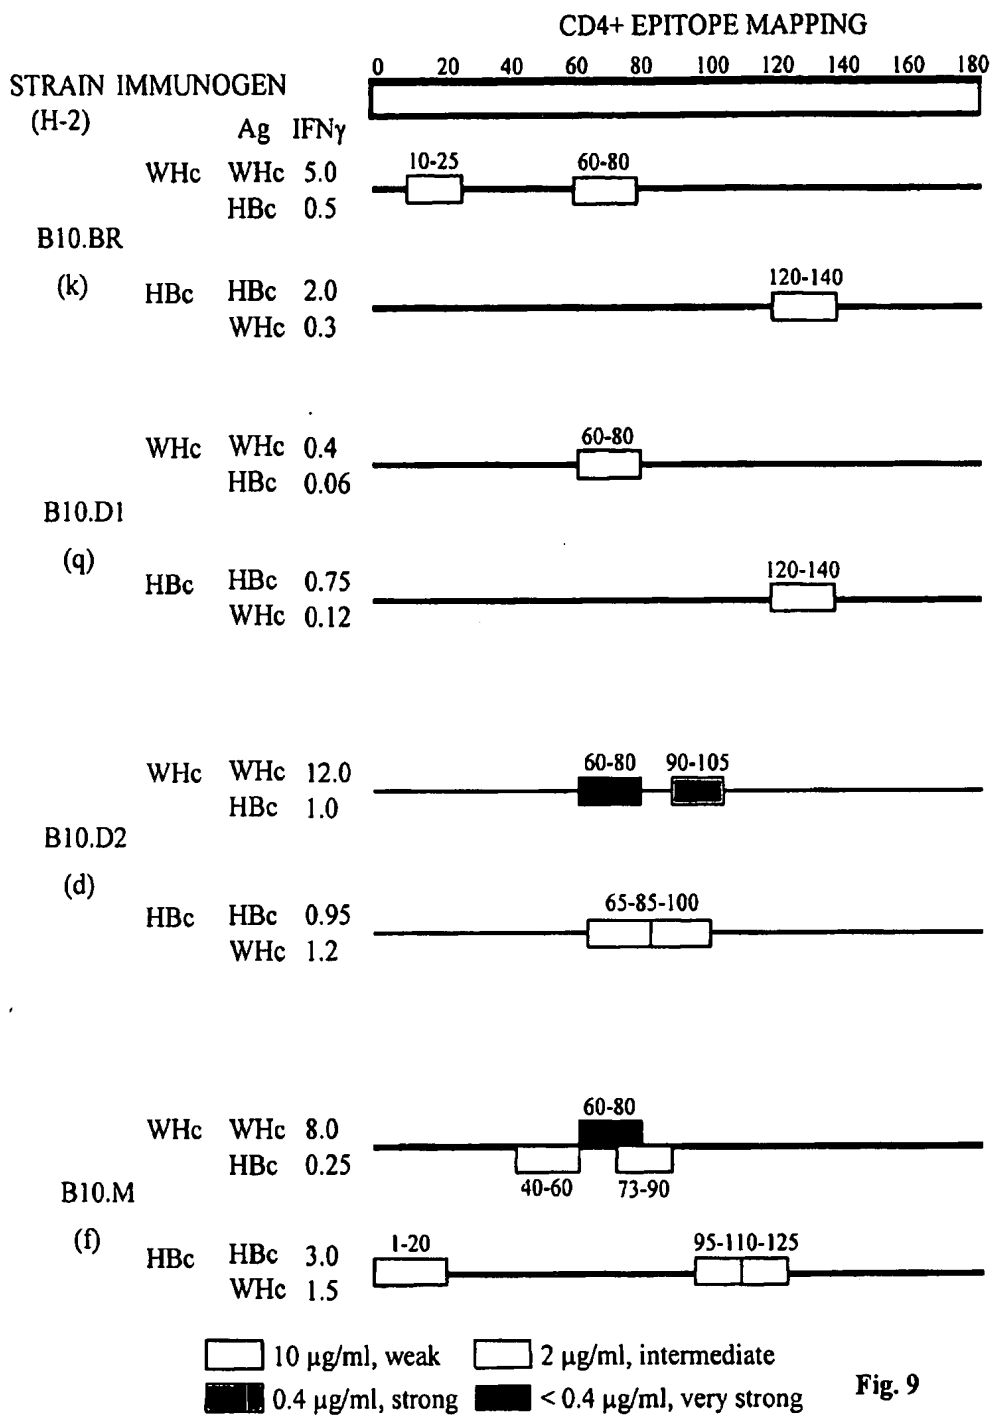 CD4+ EPITOPE MAPPING
0 20 40 60 80 100 120 140 160 180
STRAIN IMMUNOGEN
(H-2)
Ag IFNγ
10-25 60-80
WHc WHc 5.0
HBc 0.5
B10.BR
(k)
120-140
HBc HBc 2.0
WHc 0.3
60-80
WHc WHc 0.4
HBc 0.06
B10.D1
(q)
120-140
HBc HBc 0.75
WHc 0.12
60-80 90-105
WHc WHc 12.0
HBc 1.0
B10.D2
(d)
65-85-100
HBc HBc 0.95
WHc 1.2
60-80
WHc WHc 8.0
HBc 0.25
40-60 73-90
B10.M
(f)
1-20 95-110-125
HBc HBc 3.0
WHc 1.5
10 µg/ml, weak 2 µg/ml, intermediate
0.4 µg/ml, strong < 0.4 µg/ml, very strong
Fig. 9